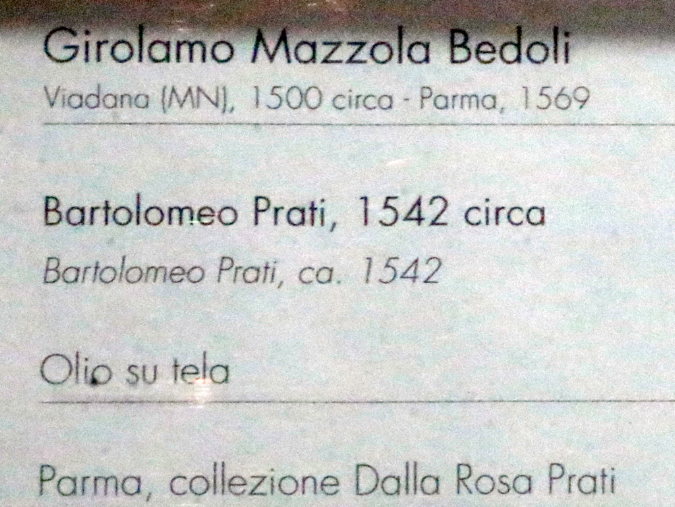 Girolamo Mazzola Bedoli
Viadana (MN), 1500 circa - Parma, 1569
Bartolomeo Prati, 1542 circa
Bartolomeo Prati, ca. 1542
Olio su tela
Parma, collezione Dalla Rosa Prati